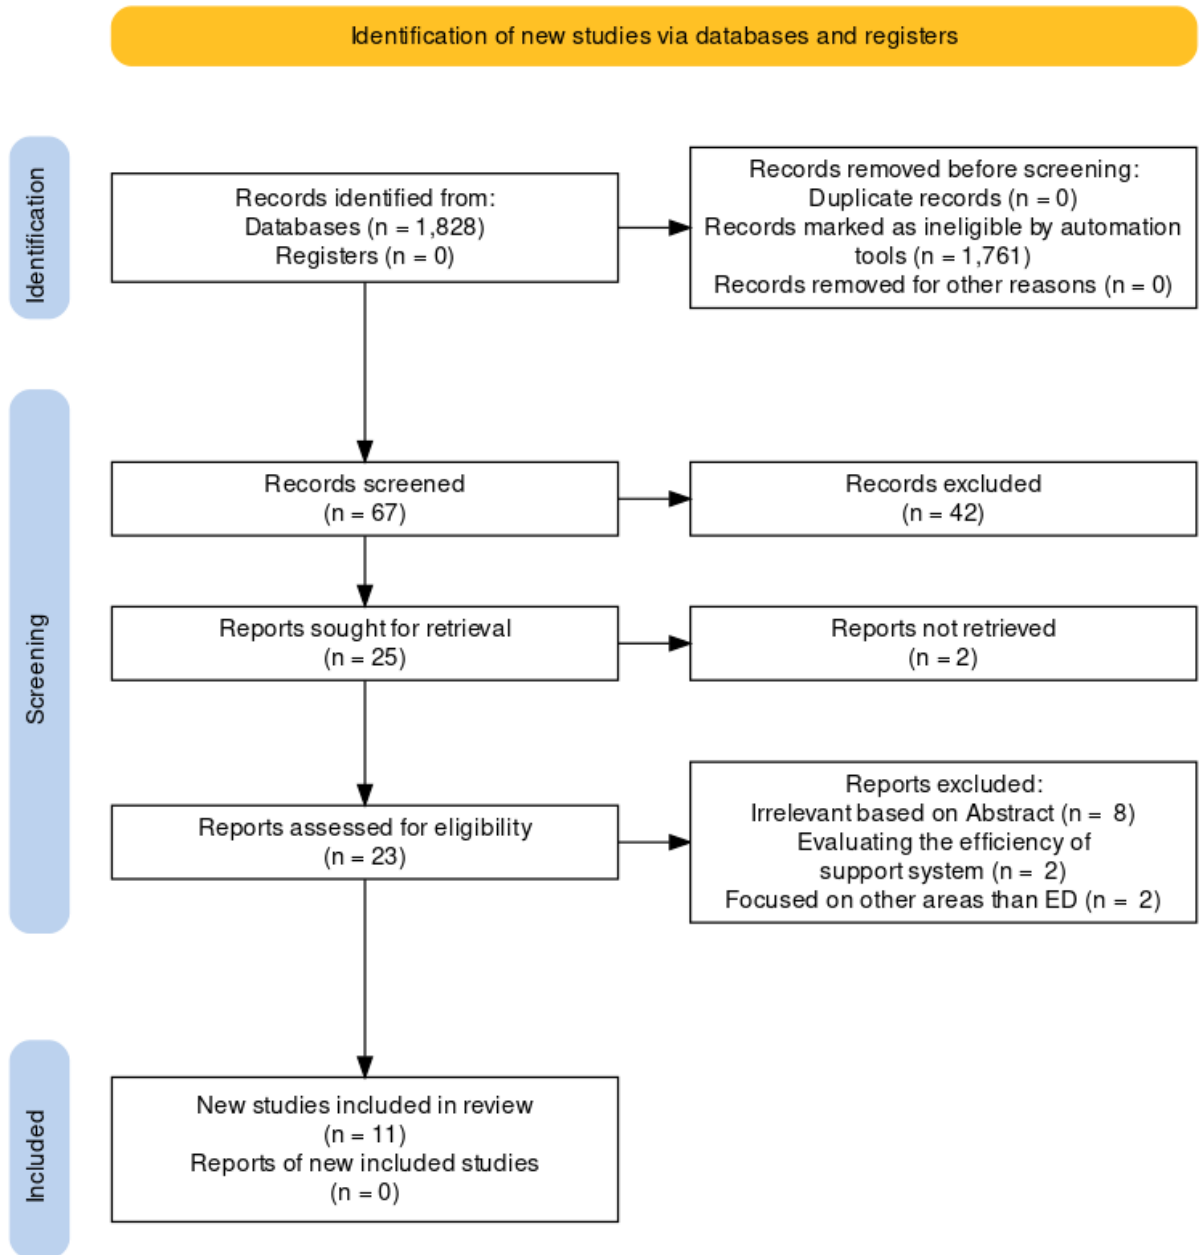 Identification of new studies via databases and registers
Identification
Records identified from:
Databases (n = 1,828)
Registers (n = 0)
Records removed before screening:
Duplicate records (n = 0)
Records marked as ineligible by automation
tools (n = 1,761)
Records removed for other reasons (n = 0)
Screening
Records screened
(n = 67)
Records excluded
(n = 42)
Reports sought for retrieval
(n = 25)
Reports not retrieved
(n = 2)
Reports assessed for eligibility
(n = 23)
Reports excluded:
Irrelevant based on Abstract (n = 8)
Evaluating the efficiency of
support system (n = 2)
Focused on other areas than ED (n = 2)
Included
New studies included in review
(n = 11)
Reports of new included studies
(n = 0)